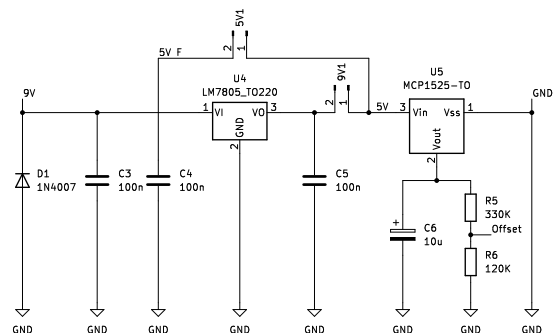 5V1
2
1
5V F
9V
U4
LM7805_TO220
1
VI
VO
3
GND
2
9V1
2
1
5V
U5
MCP1525-TO
3
Vin
Vss
1
Vout
2
GND
D1
1N4007
C3
100n
C4
100n
C5
100n
+
C6
10u
R5
330K
Offset
R6
120K
GND
GND
GND
GND
GND
GND
GND
GND